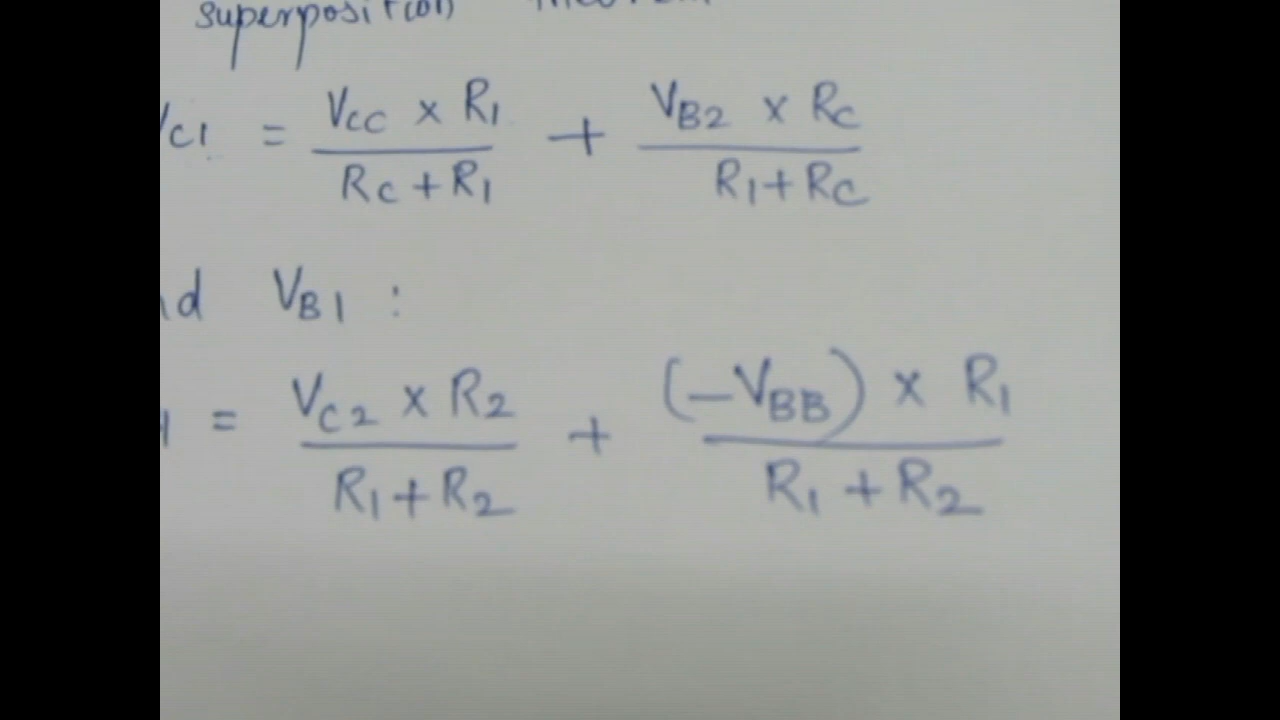 superposition
VC1 = VCC × R1 / RC + R1 + VB2 × RC / R1 + RC
VB1 :
= VC2 × R2 / R1 + R2 + (-VBB) × R1 / R1 + R2